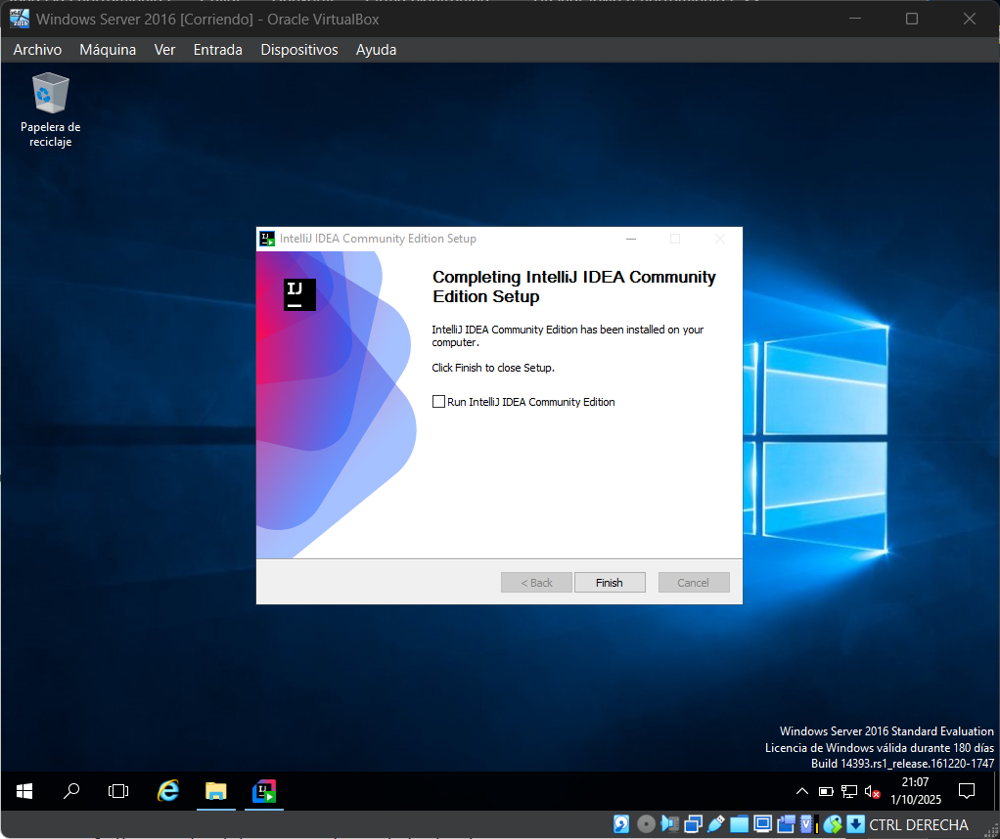 Windows Server 2016 [Corriendo] - Oracle VirtualBox
Archivo Máquina Ver Entrada Dispositivos Ayuda
Papelera de
reciclaje
IntelliJ IDEA Community Edition Setup
IJ
Completing IntelliJ IDEA Community
Edition Setup
IntelliJ IDEA Community Edition has been installed on your
computer.
Click Finish to close Setup.
Run IntelliJ IDEA Community Edition
< Back Finish Cancel
Windows Server 2016 Standard Evaluation
Licencia de Windows válida durante 180 días
Build 14393.rs1_release.161220-1747
21:07
1/10/2025
CTRL DERECHA